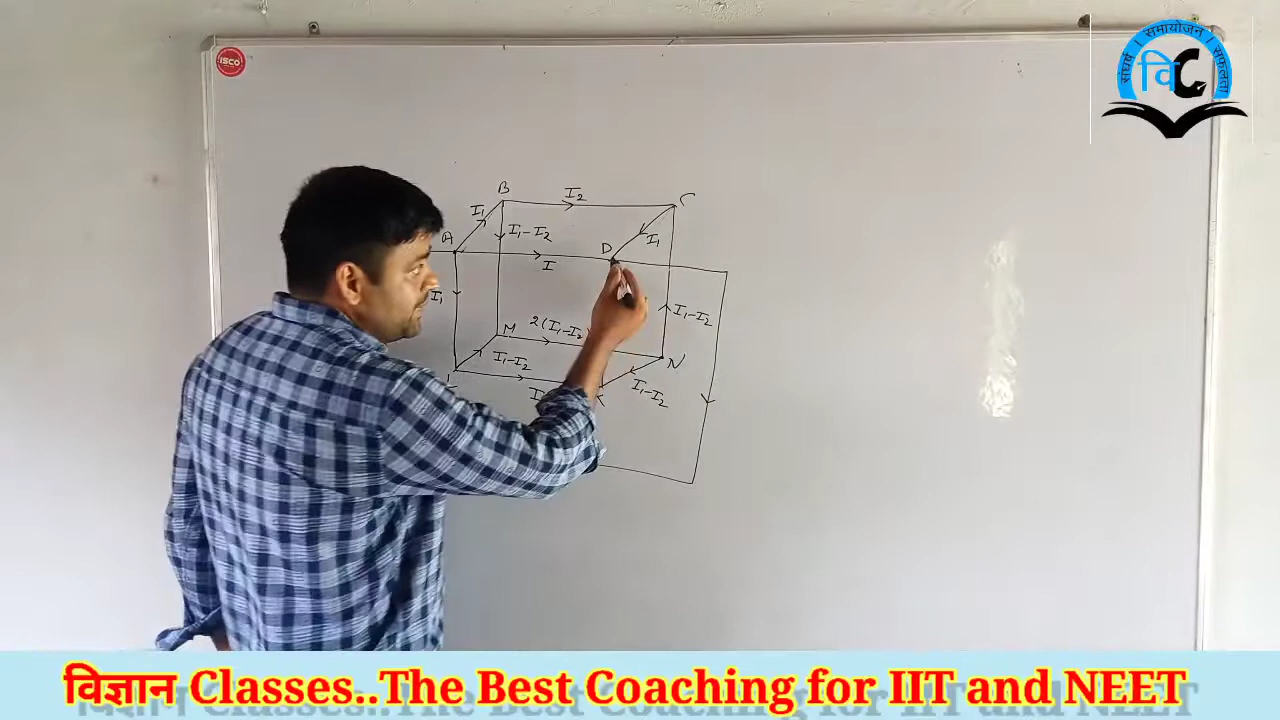 ISCO
संघर्ष । समायोजन । सफलता
वि C
B
I₂
C
I₁
A
I₁-I₂
D
I₁
I
I₁
I₁-I₂
M
2(I₁-I₂)
N
I₁-I₂
I₁-I₂
विज्ञान Classes..The Best Coaching for IIT and NEET